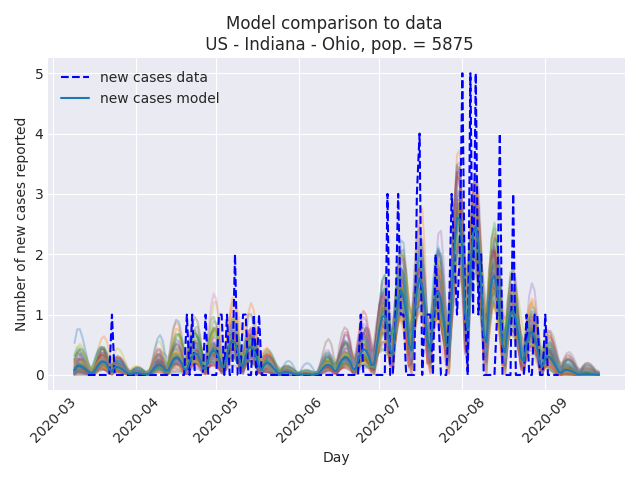 Model comparison to data
US - Indiana - Ohio, pop. = 5875
new cases data
new cases model
Number of new cases reported
5
4
3
2
1
0
2020-03
2020-04
2020-05
2020-06
2020-07
2020-08
2020-09
Day